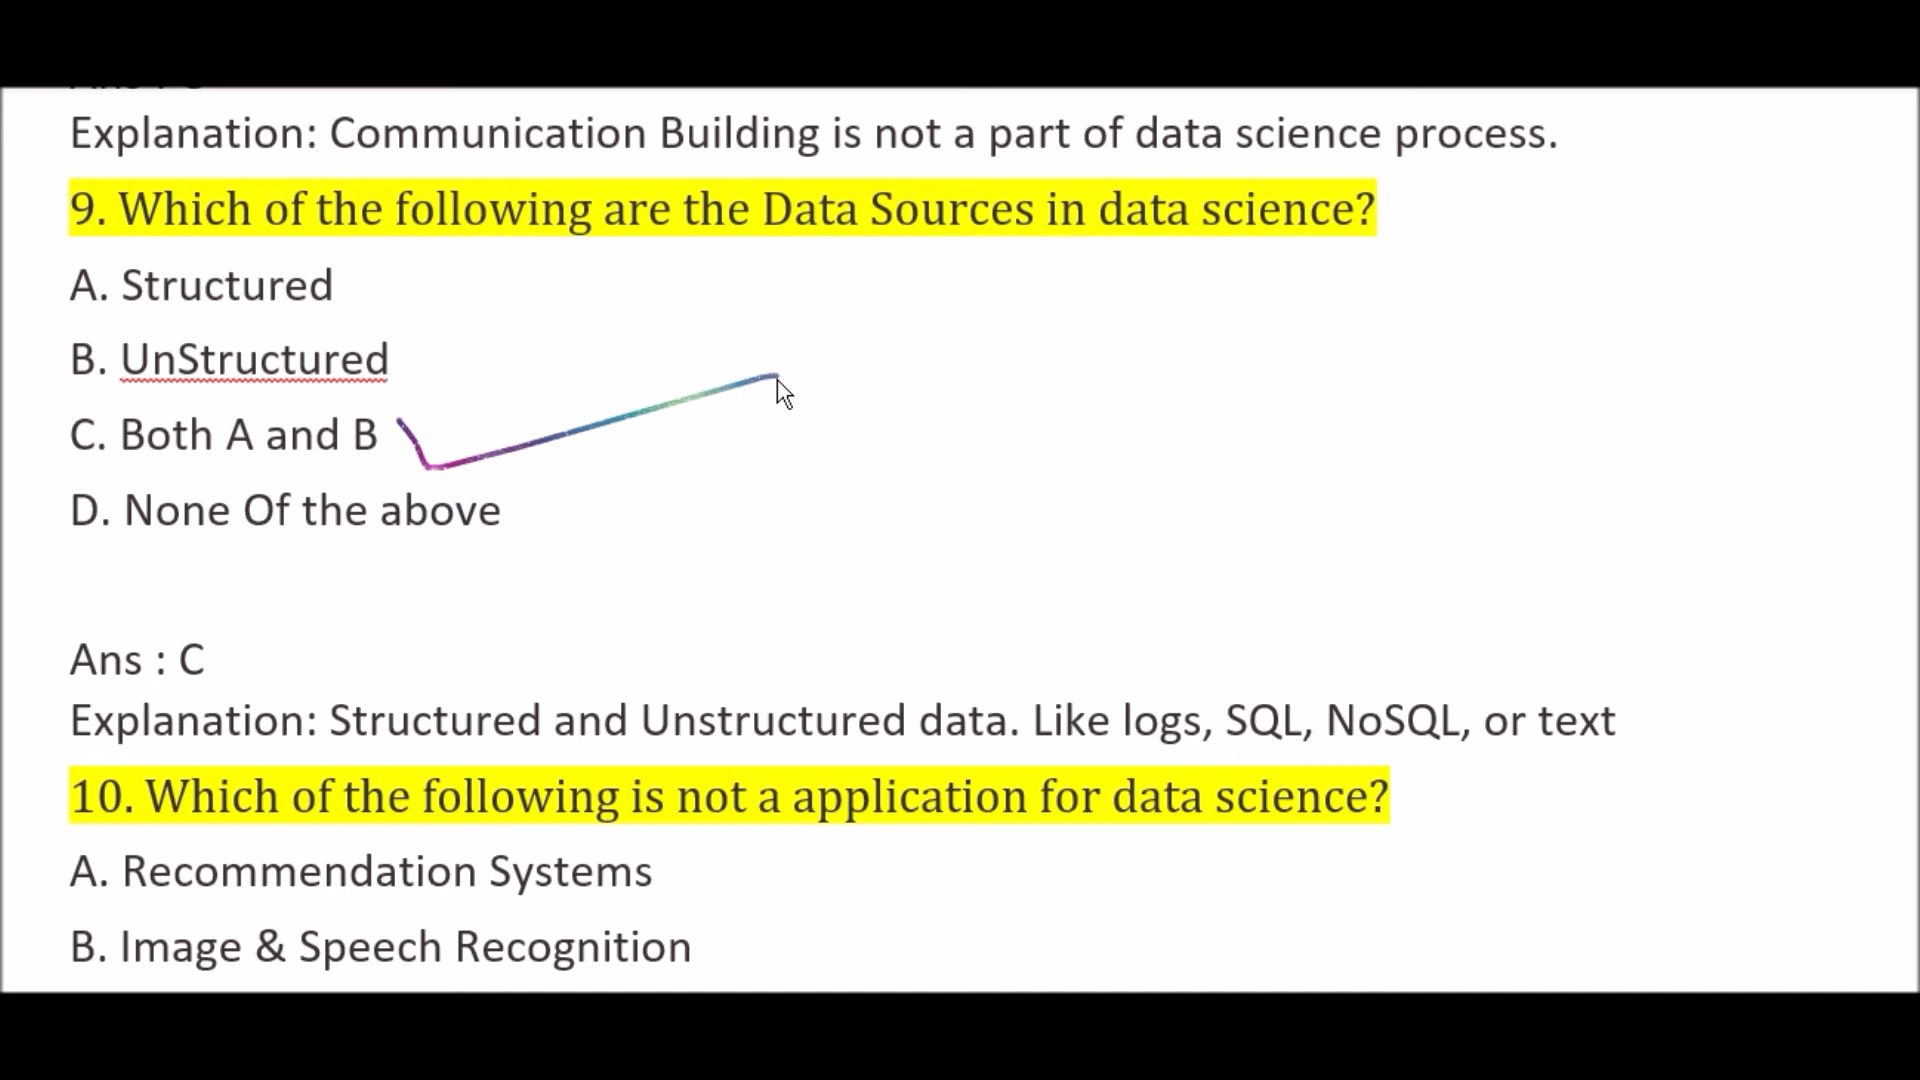 Explanation: Communication Building is not a part of data science process.
9. Which of the following are the Data Sources in data science?
A. Structured
B. UnStructured
C. Both A and B
D. None Of the above
Ans : C
Explanation: Structured and Unstructured data. Like logs, SQL, NoSQL, or text
10. Which of the following is not a application for data science?
A. Recommendation Systems
B. Image & Speech Recognition